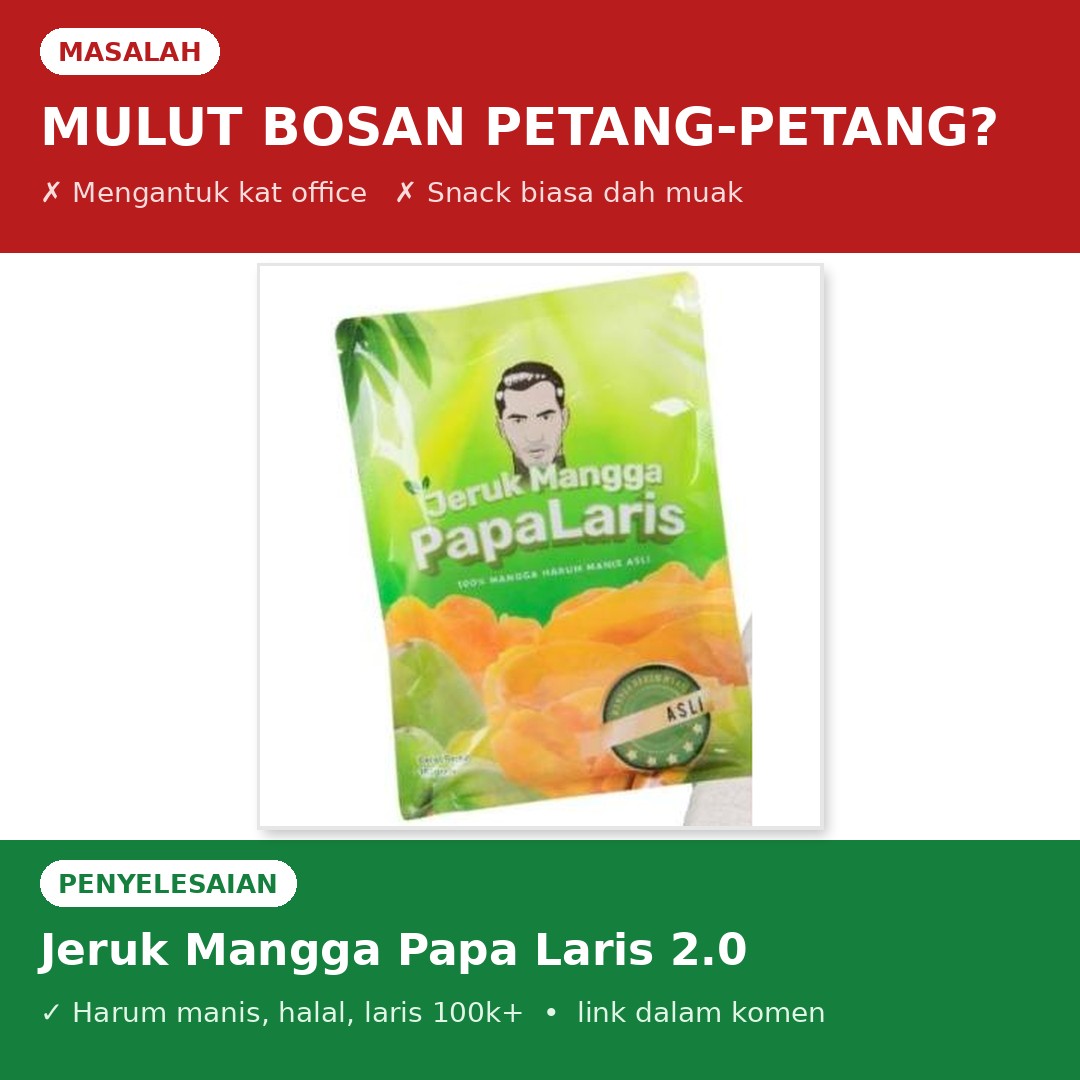 MASALAH
MULUT BOSAN PETANG-PETANG?
✗ Mengantuk kat office ✗ Snack biasa dah muak
Jeruk Mangga
PapaLaris
100% MANGGA HARUM MANIS ASLI
ASLI
PENYELESAIAN
Jeruk Mangga Papa Laris 2.0
✓ Harum manis, halal, laris 100k+ • link dalam komen